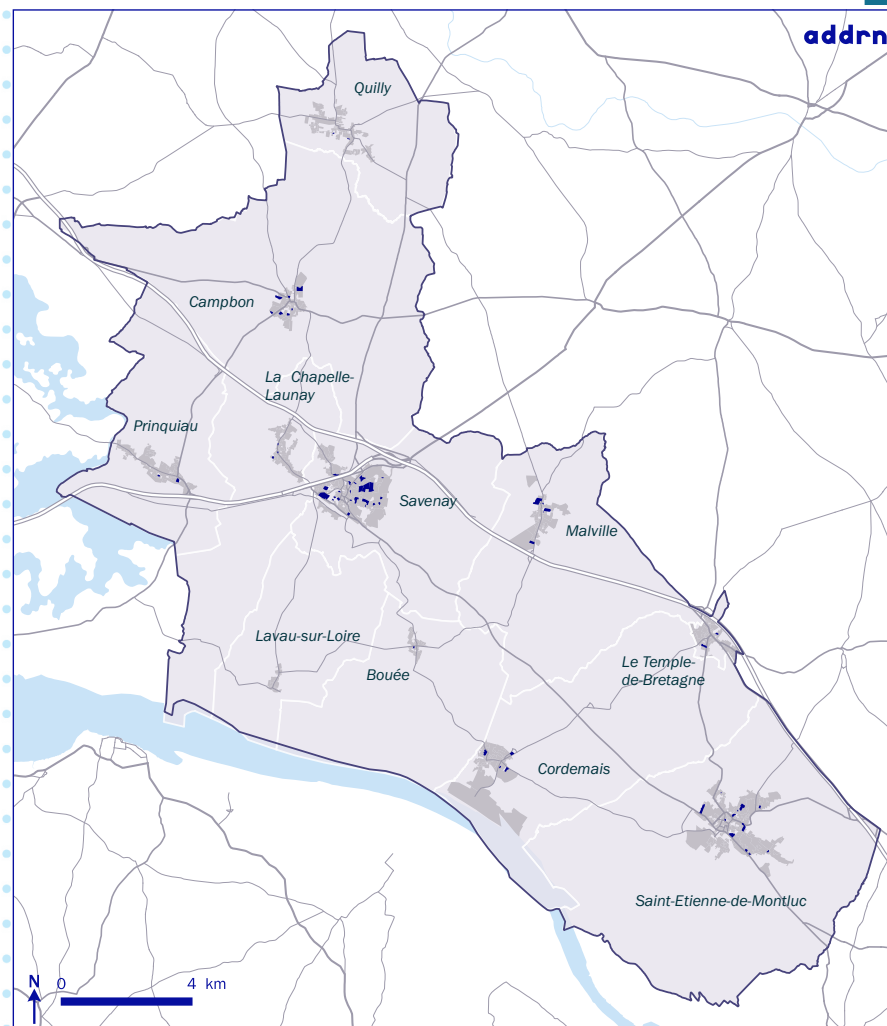 addrn
Quilly
Campbon
La Chapelle-
Launay
Prinquiau
Savenay
Malville
Lavau-sur-Loire
Bouée
Le Temple-
de-Bretagne
Cordemais
Saint-Etienne-de-Montluc
N 0 4 km